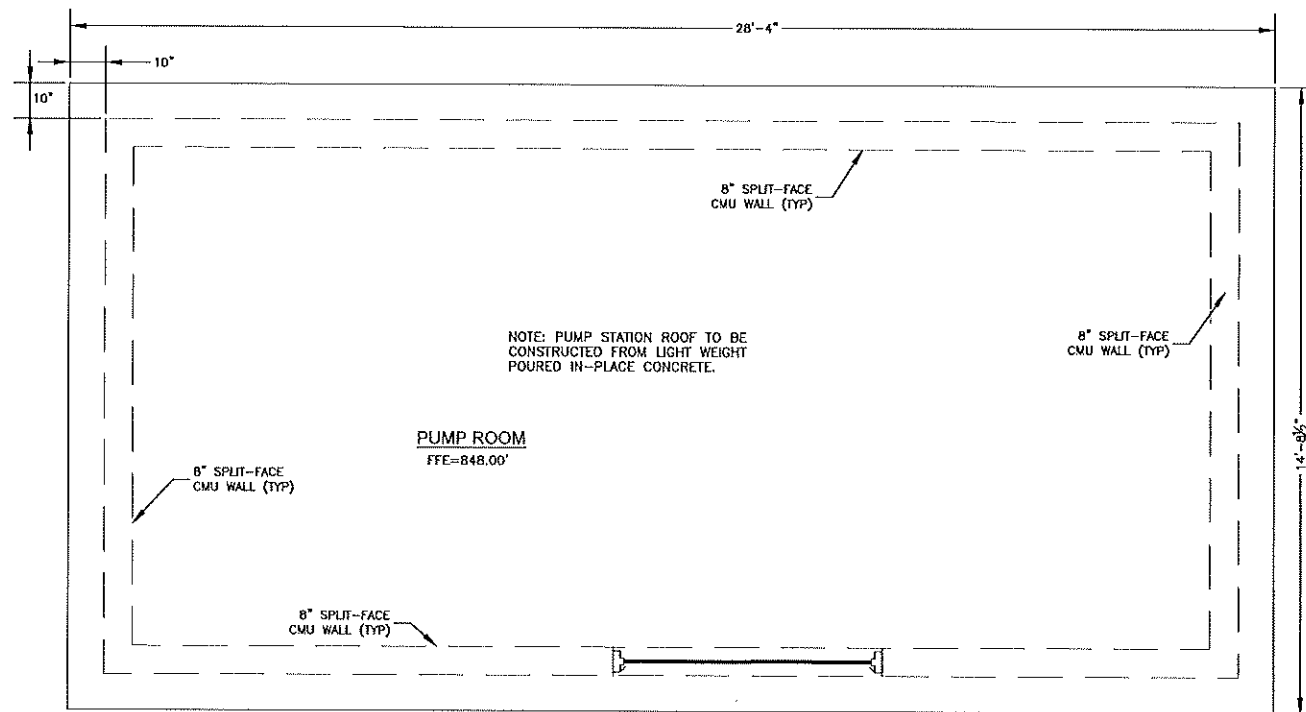 28'-4"
10"
10"
8" SPLIT-FACE
CMU WALL (TYP)
8" SPLIT-FACE
CMU WALL (TYP)
NOTE: PUMP STATION ROOF TO BE
CONSTRUCTED FROM LIGHT WEIGHT
POURED IN-PLACE CONCRETE.
PUMP ROOM
FFE=848.00'
14'-8½"
8" SPLIT-FACE
CMU WALL (TYP)
8" SPLIT-FACE
CMU WALL (TYP)